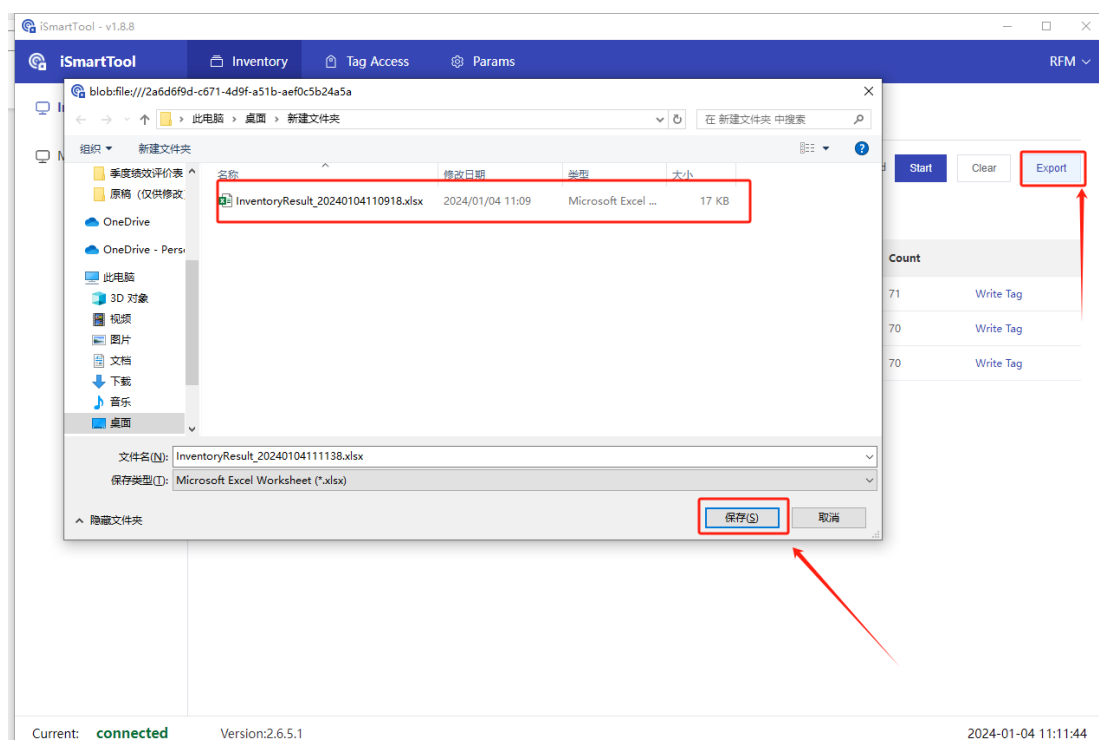 iSmartTool - v1.8.8
iSmartTool Inventory Tag Access Params RFM
blob:file:///2a6d6f9d-c671-4d9f-a51b-aef0c5b24a5a
此电脑 › 桌面 › 新建文件夹 在 新建文件夹 中搜索
组织 新建文件夹
Start Clear Export
季度绩效评价表
原稿（仅供修改
OneDrive
OneDrive - Perso
此电脑
3D 对象
视频
图片
文档
下载
音乐
桌面
名称 修改日期 类型 大小
InventoryResult_20240104110918.xlsx 2024/01/04 11:09 Microsoft Excel ... 17 KB
Count
71 Write Tag
70 Write Tag
70 Write Tag
文件名(N): InventoryResult_20240104111138.xlsx
保存类型(T): Microsoft Excel Worksheet (*.xlsx)
隐藏文件夹 保存(S) 取消
Current: connected Version:2.6.5.1 2024-01-04 11:11:44